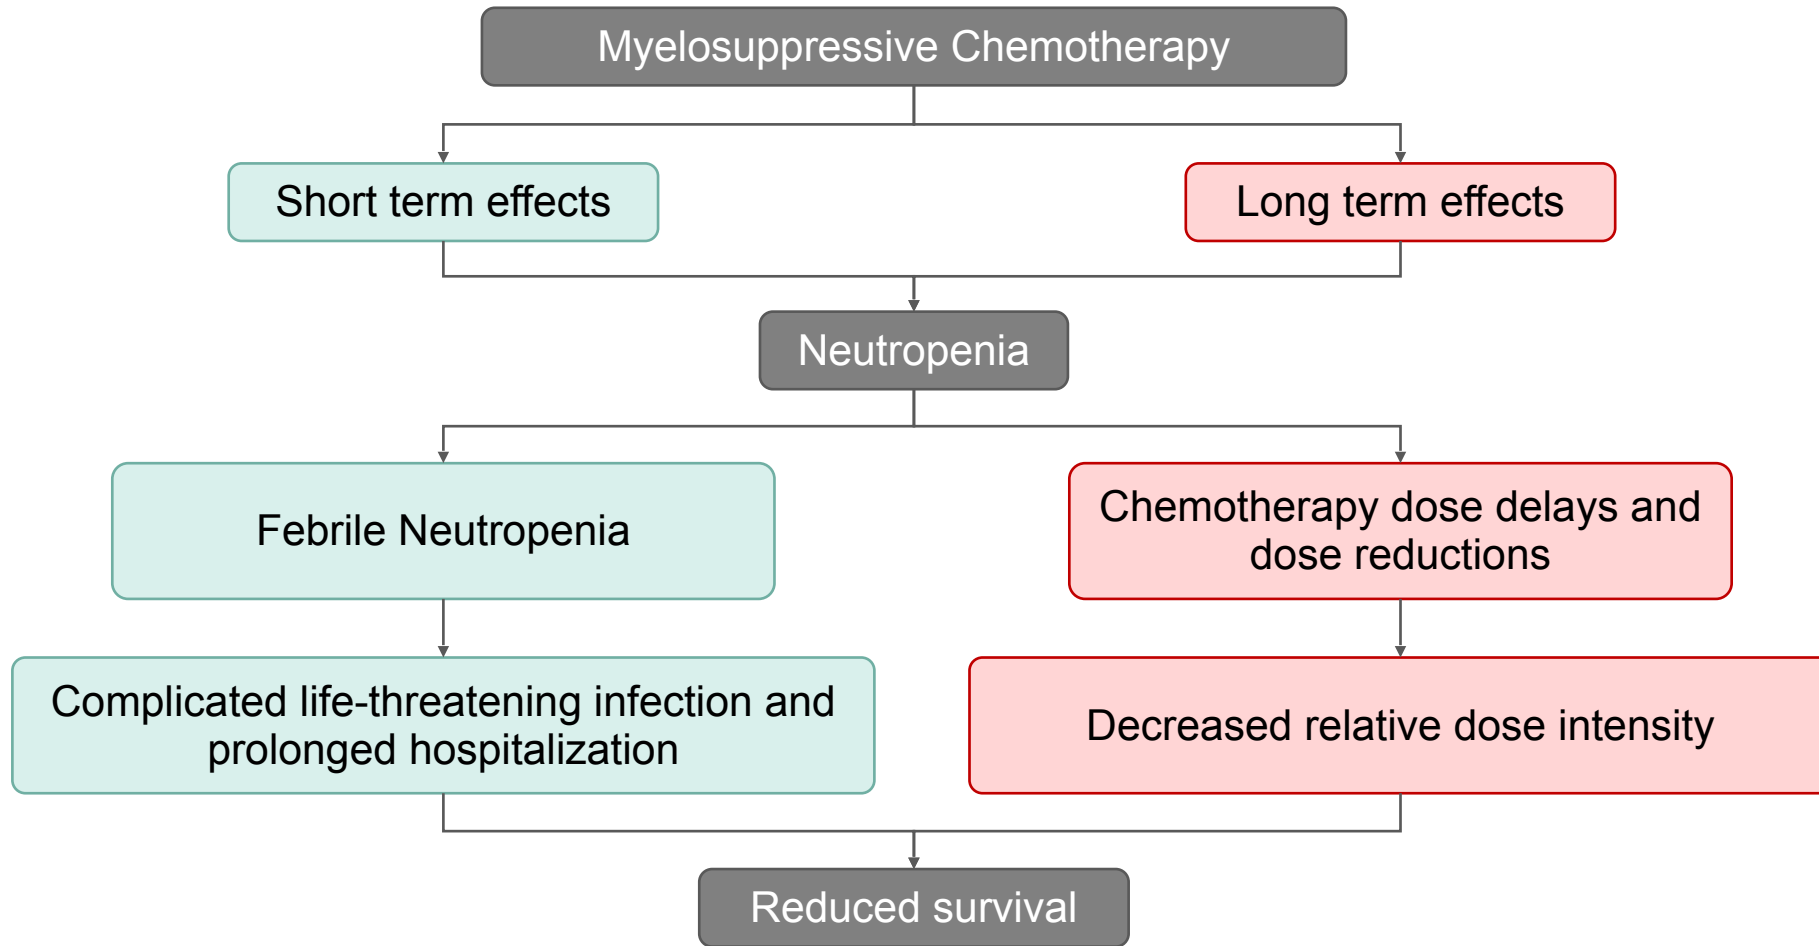 Myelosuppressive Chemotherapy
Short term effects
Long term effects
Neutropenia
Febrile Neutropenia
Chemotherapy dose delays and
dose reductions
Complicated life-threatening infection and
prolonged hospitalization
Decreased relative dose intensity
Reduced survival